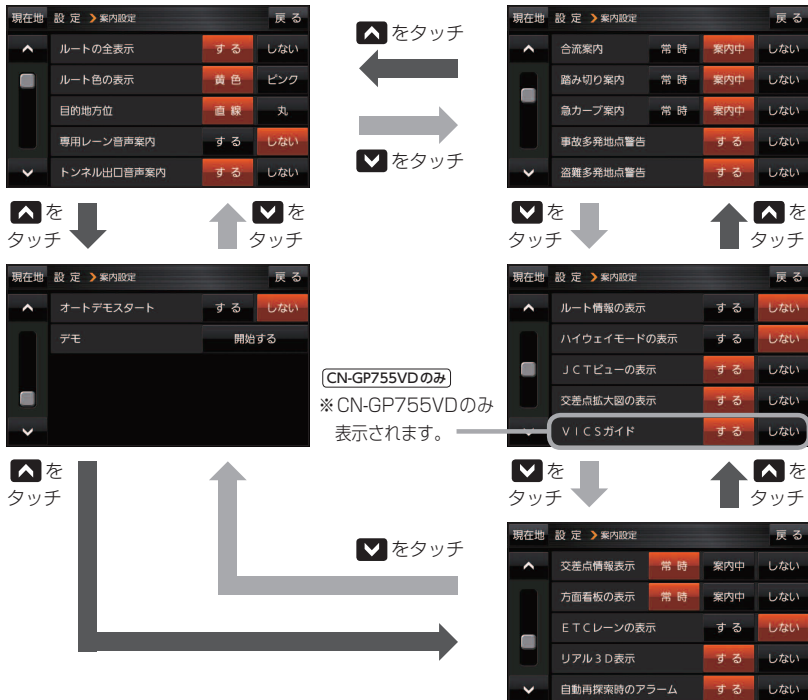 現在地 設 定 案内設定 戻 る
ルートの全表示 す る しない
ルート色の表示 黄 色 ピンク
目的地方位 直 線 丸
専用レーン音声案内 す る しない
トンネル出口音声案内 す る しない
をタッチ
をタッチ
現在地 設 定 案内設定 戻 る
合流案内 常 時 案内中 しない
踏み切り案内 常 時 案内中 しない
急カーブ案内 常 時 案内中 しない
事故多発地点警告 す る しない
盗難多発地点警告 す る しない
を
タッチ
を
タッチ
を
タッチ
を
タッチ
現在地 設 定 案内設定 戻 る
オートデモスタート す る しない
デモ 開始する
CN-GP755VDのみ
※CN-GP755VDのみ
表示されます。
現在地 設 定 案内設定 戻 る
ルート情報の表示 す る しない
ハイウェイモードの表示 す る しない
JCTビューの表示 す る しない
交差点拡大図の表示 す る しない
VICSガイド す る しない
を
タッチ
を
タッチ
を
タッチ
をタッチ
現在地 設 定 案内設定 戻 る
交差点情報表示 常 時 案内中 しない
方面看板の表示 常 時 案内中 しない
ETCレーンの表示 す る しない
リアル3D表示 す る しない
自動再探索時のアラーム す る しない